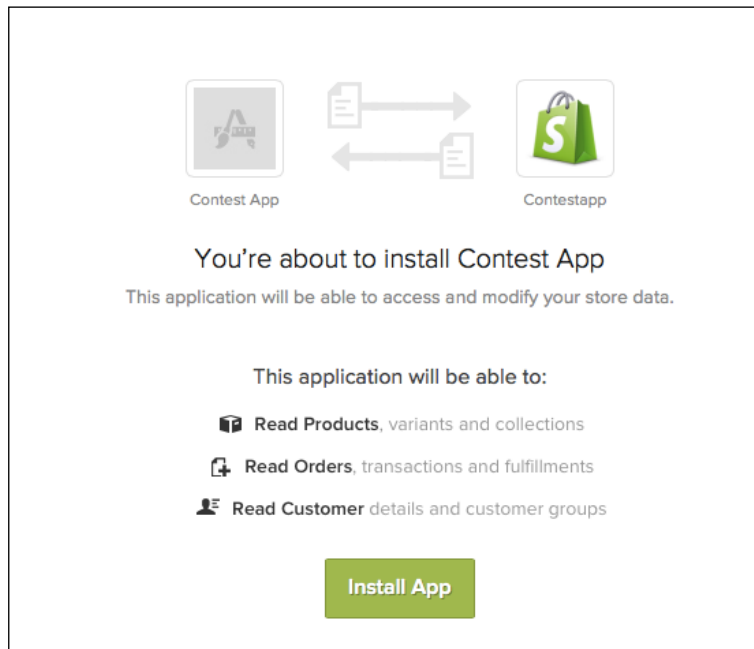 Contest App
Contestapp
You're about to install Contest App
This application will be able to access and modify your store data.
This application will be able to:
Read Products, variants and collections
Read Orders, transactions and fulfillments
Read Customer details and customer groups
Install App